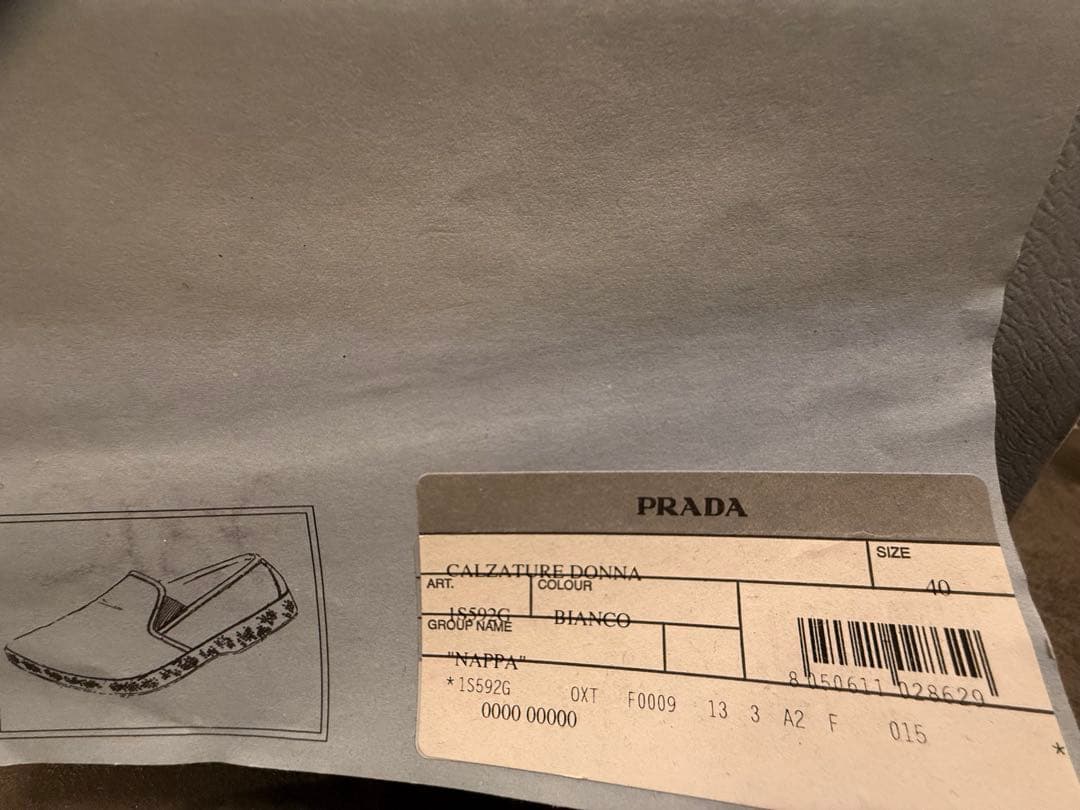 PRADA
SIZE
CALZATURE DONNA
40
ART.
COLOUR
1S592G
BIANCO
GROUP NAME
"NAPPA"
8 050611 028629
*1S592G OXT F0009 13 3 A2 F 015
0000 00000
*